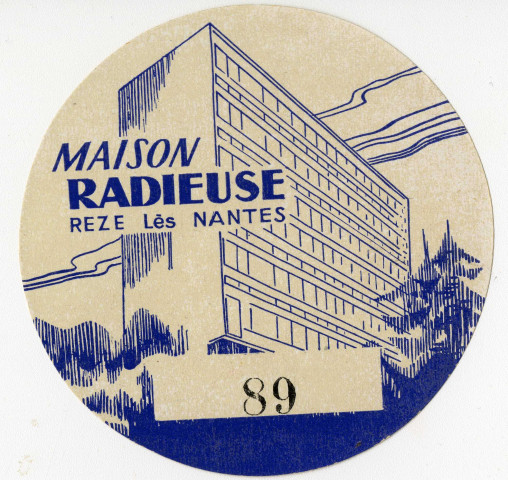 MAISON
RADIEUSE
REZE Lès NANTES
89